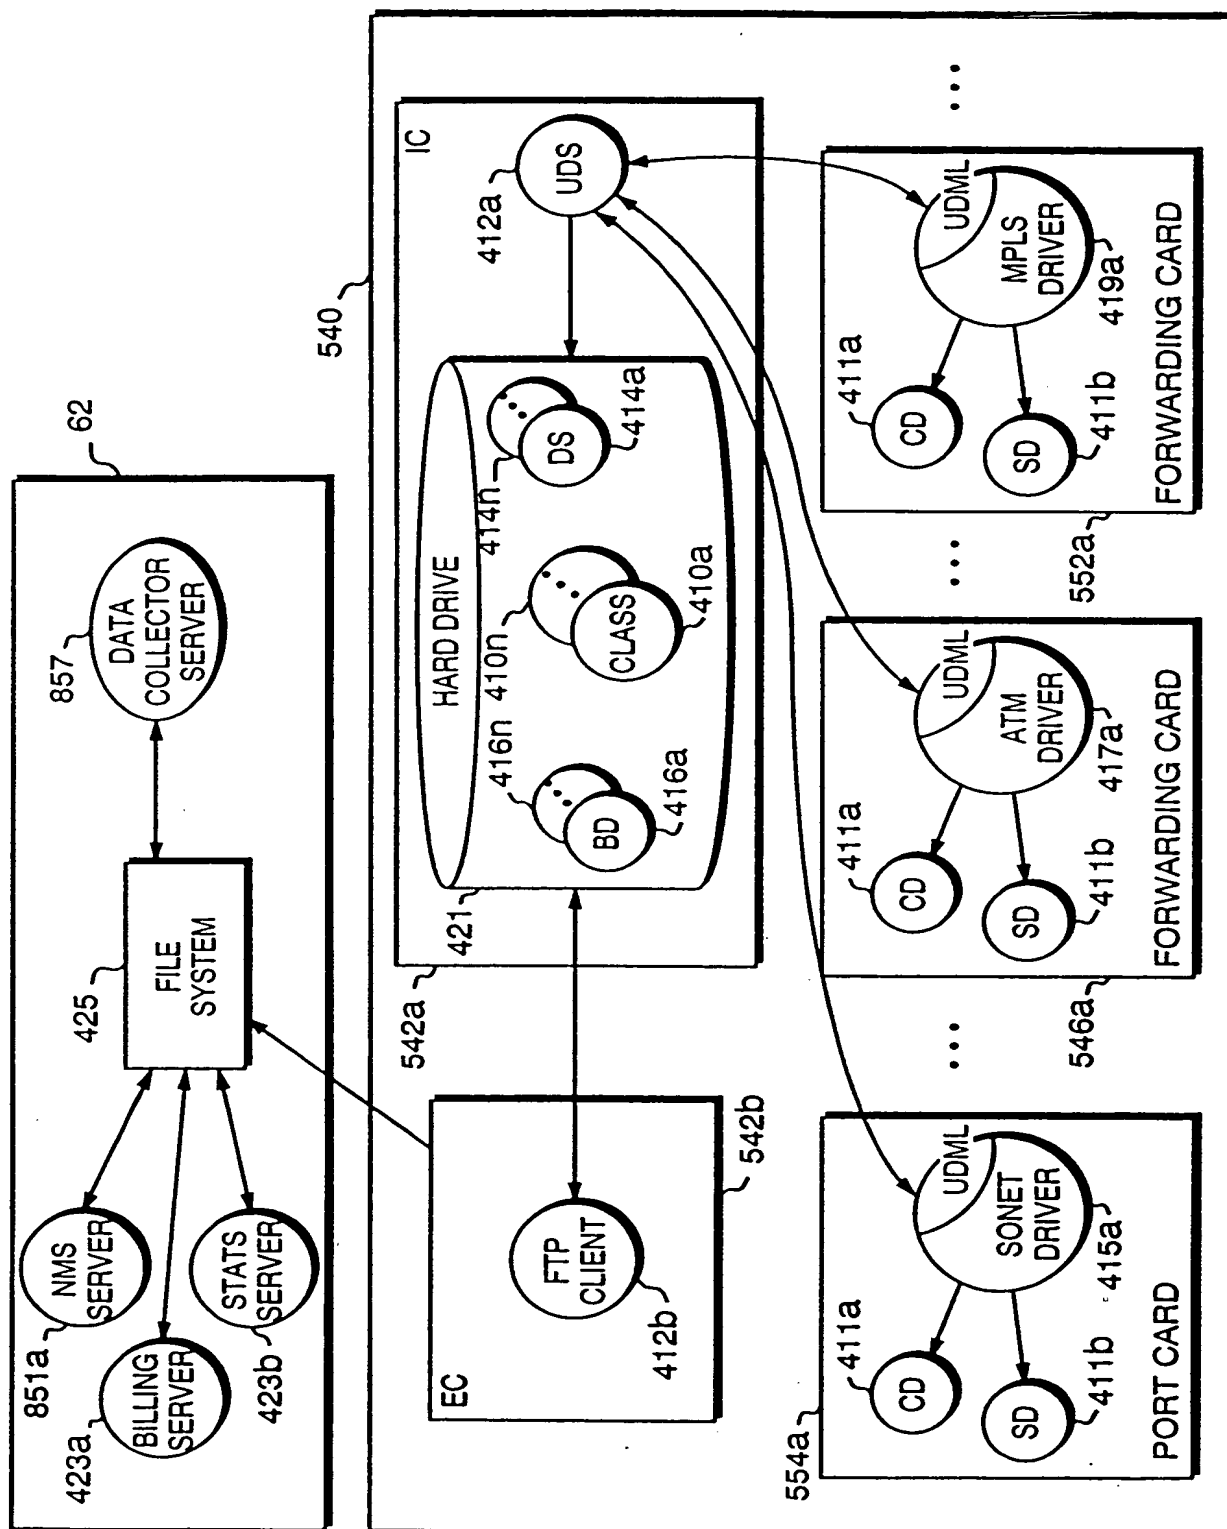 62
857
DATA
COLLECTOR
SERVER
425
FILE
SYSTEM
851a
NMS
SERVER
423a
BILLING
SERVER
423b
STATS
SERVER
540
542a
IC
421
HARD DRIVE
416n
BD
416a
410n
CLASS
410a
414n
DS
414a
412a
UDS
EC
FTP
CLIENT
412b
542b
554a
411a
CD
411b
SD
UDML
SONET
DRIVER
415a
PORT CARD
...
546a
411a
CD
411b
SD
UDML
ATM
DRIVER
417a
FORWARDING CARD
...
552a
411a
CD
411b
SD
UDML
MPLS
DRIVER
419a
FORWARDING CARD
...